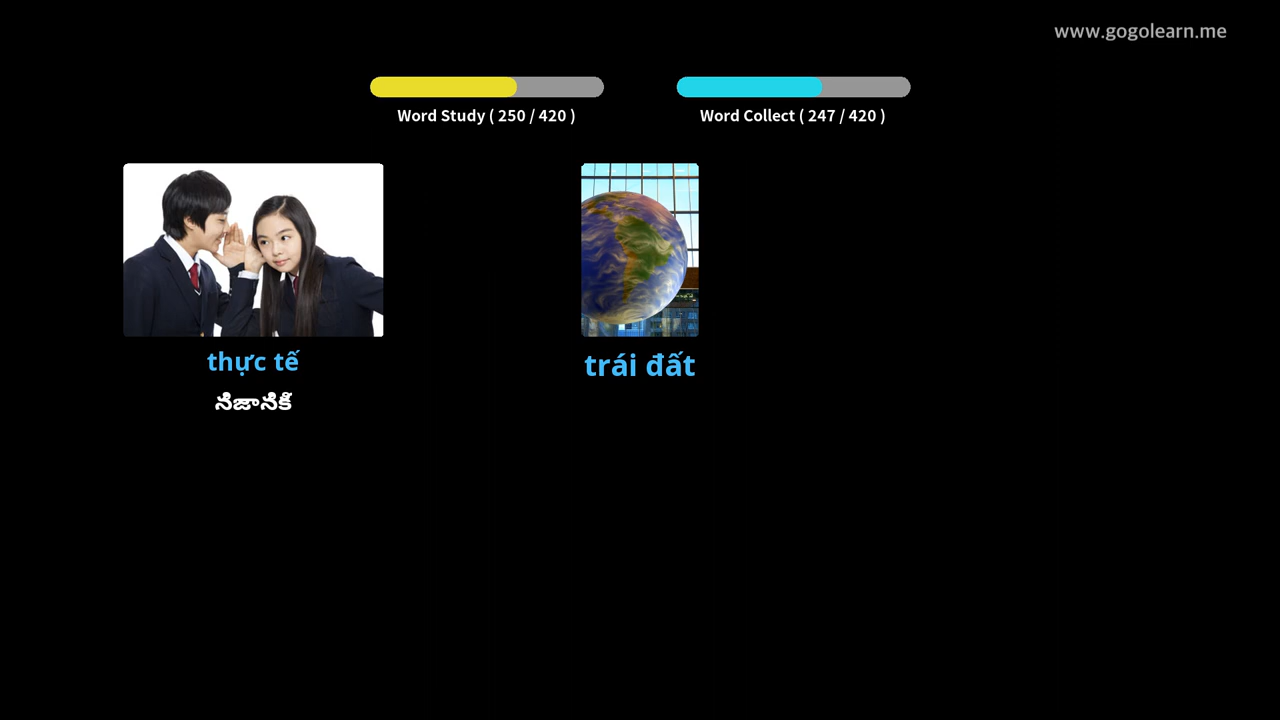 www.gogolearn.me
Word Study ( 250 / 420 )
Word Collect ( 247 / 420 )
thực tế
నిజానికి
trái đất